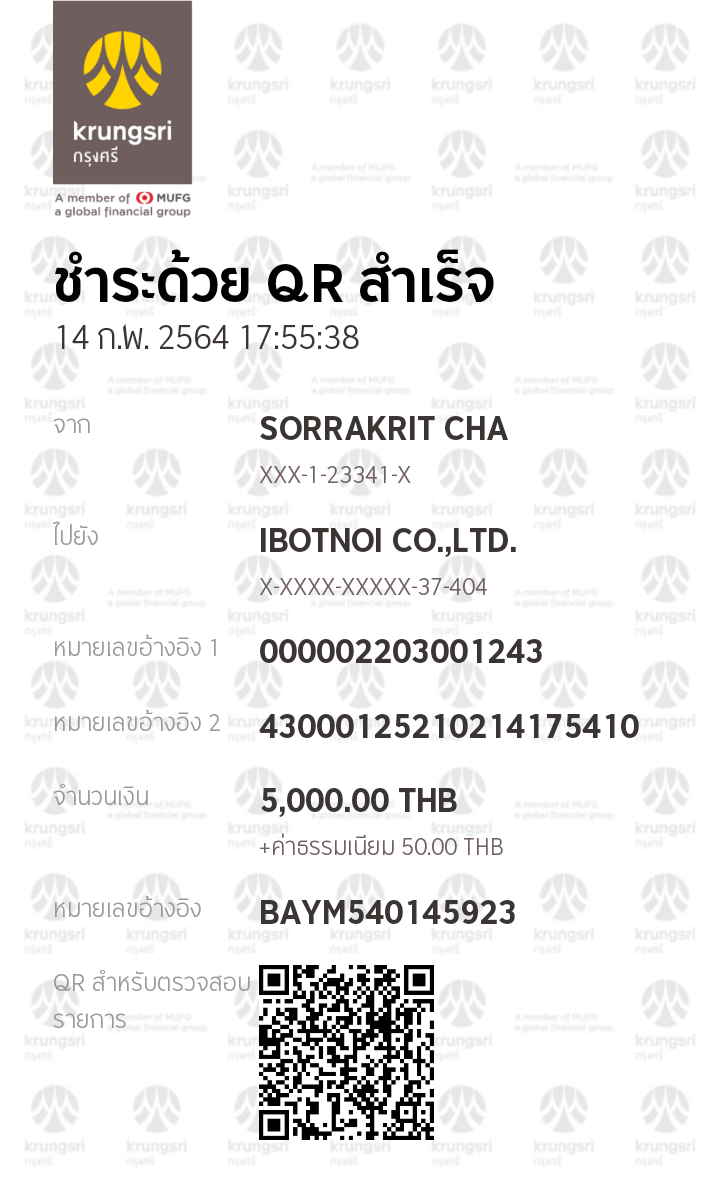 krungsri
กรุงศรี
A member of MUFG
a global financial group
ชำระด้วย QR สำเร็จ
14 ก.พ. 2564 17:55:38
จาก
SORRAKRIT CHA
XXX-1-23341-X
ไปยัง
IBOTNOI CO.,LTD.
X-XXXX-XXXXX-37-404
หมายเลขอ้างอิง 1
000002203001243
หมายเลขอ้างอิง 2
43000125210214175410
จำนวนเงิน
5,000.00 THB
+ค่าธรรมเนียม 50.00 THB
หมายเลขอ้างอิง
BAYM540145923
QR สำหรับตรวจสอบ
รายการ